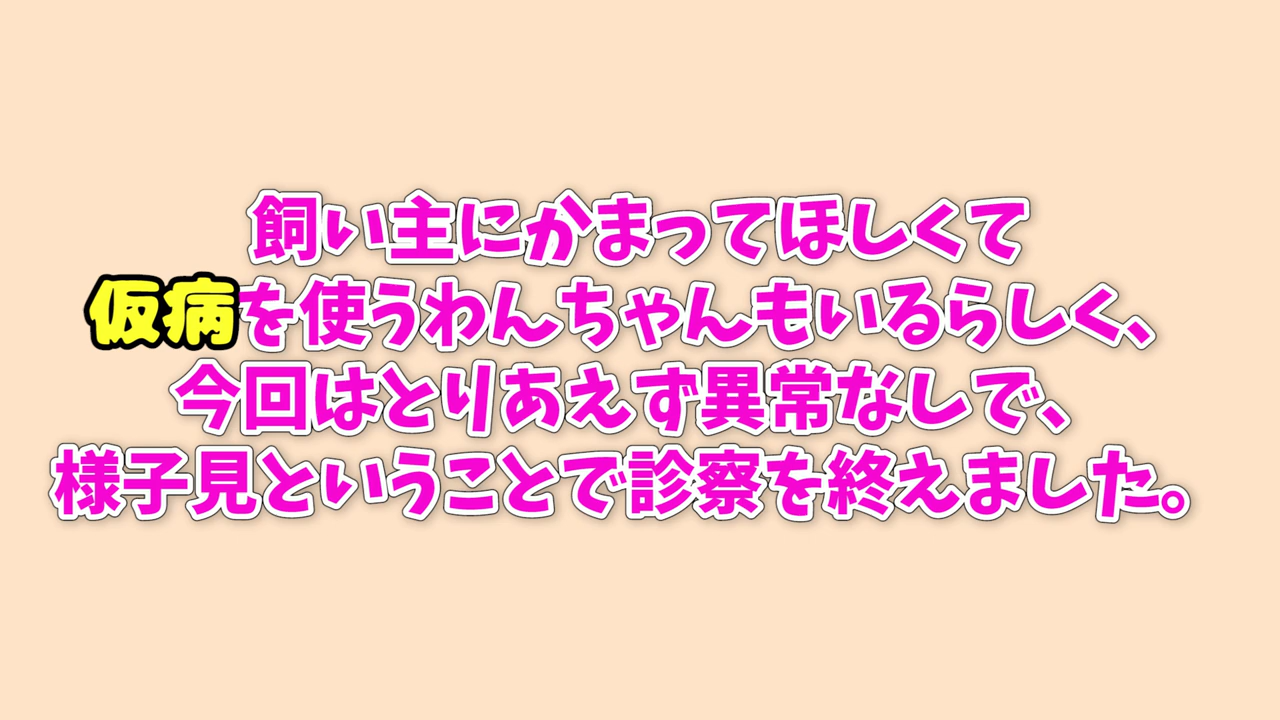 飼い主にかまってほしくて
仮病を使うわんちゃんもいるらしく、
今回はとりあえず異常なしで、
様子見ということで診察を終えました。